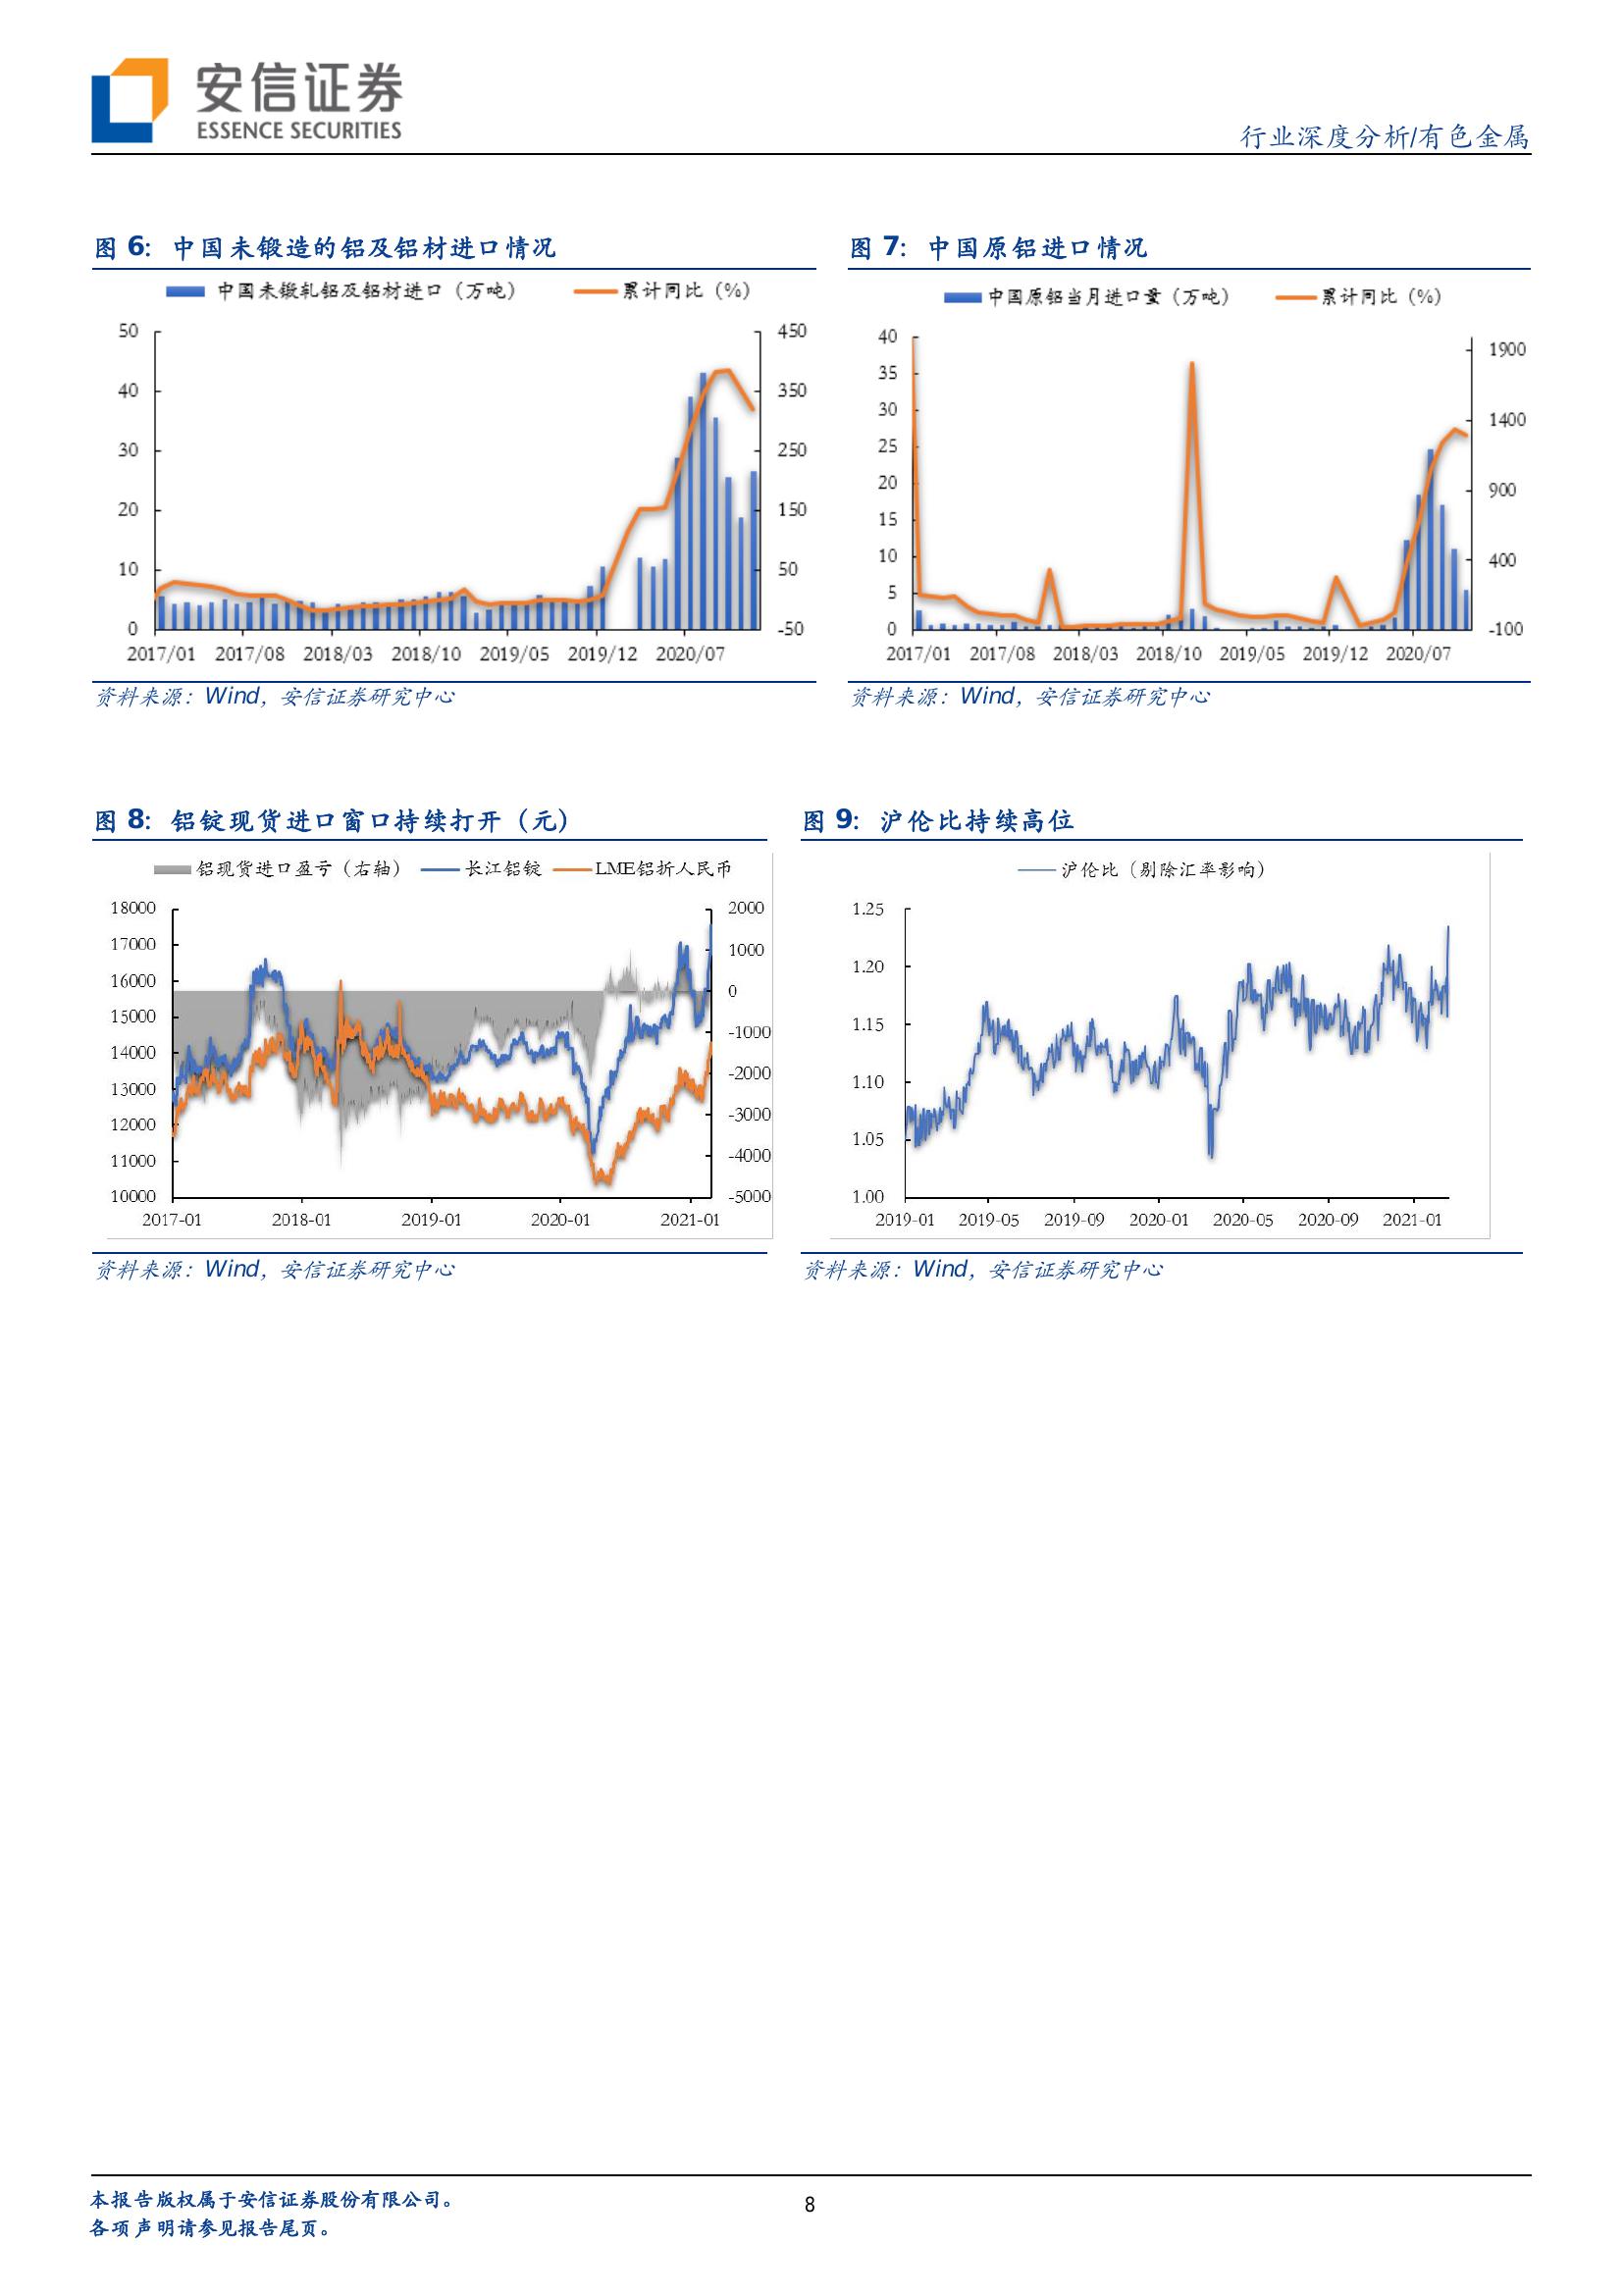 安信证券
ESSENCE SECURITIES
行业深度分析/有色金属
图 6：中国未锻造的铝及铝材进口情况
中国未锻轧铝及铝材进口（万吨）
累计同比（%）
50
40
30
20
10
0
450
350
250
150
50
-50
2017/01 2017/08 2018/03 2018/10 2019/05 2019/12 2020/07
资料来源：Wind，安信证券研究中心
图 7：中国原铝进口情况
中国原铝当月进口量（万吨）
累计同比（%）
40
35
30
25
20
15
10
5
0
1900
1400
900
400
-100
2017/01 2017/08 2018/03 2018/10 2019/05 2019/12 2020/07
资料来源：Wind，安信证券研究中心
图 8：铝锭现货进口窗口持续打开（元）
铝现货进口盈亏（右轴）
长江铝锭
LME铝折人民币
18000
17000
16000
15000
14000
13000
12000
11000
10000
2000
1000
0
-1000
-2000
-3000
-4000
-5000
2017-01 2018-01 2019-01 2020-01 2021-01
资料来源：Wind，安信证券研究中心
图 9：沪伦比持续高位
沪伦比（剔除汇率影响）
1.25
1.20
1.15
1.10
1.05
1.00
2019-01 2019-05 2019-09 2020-01 2020-05 2020-09 2021-01
资料来源：Wind，安信证券研究中心
本报告版权属于安信证券股份有限公司。
各项声明请参见报告尾页。
8